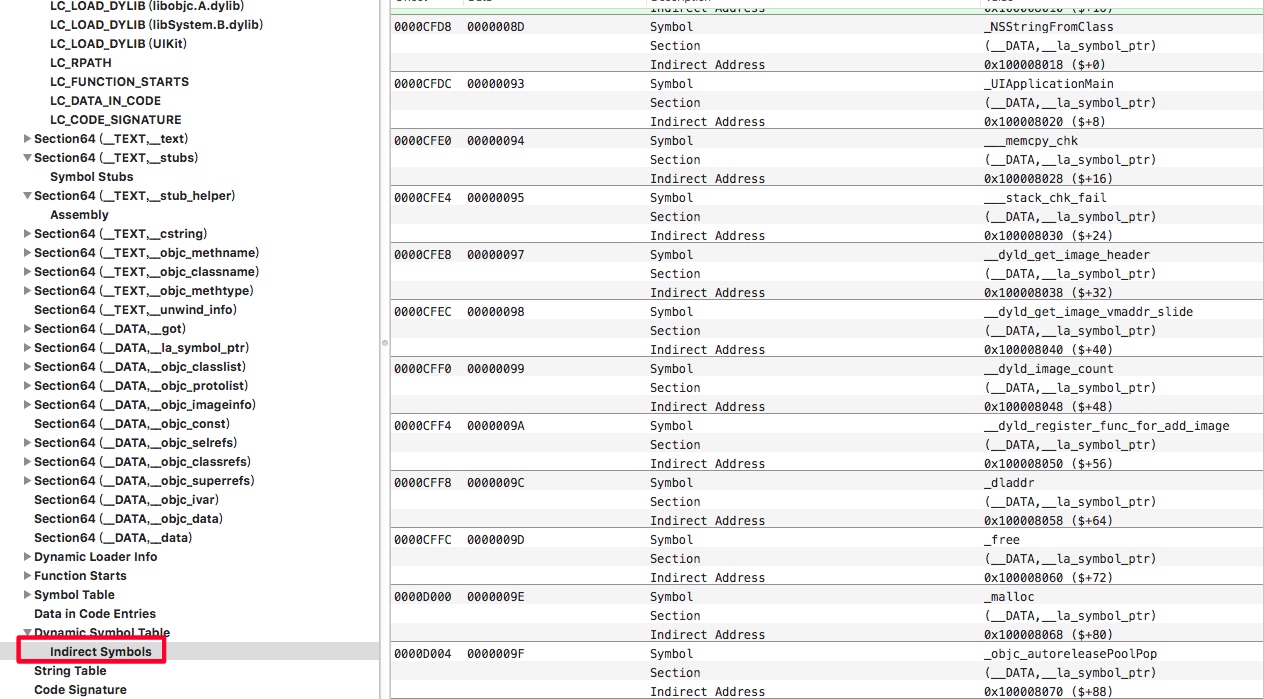 LC_LOAD_DYLIB (libobjc.A.dylib)
LC_LOAD_DYLIB (libSystem.B.dylib)
LC_LOAD_DYLIB (UIKit)
LC_RPATH
LC_FUNCTION_STARTS
LC_DATA_IN_CODE
LC_CODE_SIGNATURE
Section64 (__TEXT,__text)
Section64 (__TEXT,__stubs)
Symbol Stubs
Section64 (__TEXT,__stub_helper)
Assembly
Section64 (__TEXT,__cstring)
Section64 (__TEXT,__objc_methname)
Section64 (__TEXT,__objc_classname)
Section64 (__TEXT,__objc_methtype)
Section64 (__TEXT,__unwind_info)
Section64 (__DATA,__got)
Section64 (__DATA,__la_symbol_ptr)
Section64 (__DATA,__objc_classlist)
Section64 (__DATA,__objc_protolist)
Section64 (__DATA,__objc_imageinfo)
Section64 (__DATA,__objc_const)
Section64 (__DATA,__objc_selrefs)
Section64 (__DATA,__objc_classrefs)
Section64 (__DATA,__objc_superrefs)
Section64 (__DATA,__objc_ivar)
Section64 (__DATA,__objc_data)
Section64 (__DATA,__data)
Dynamic Loader Info
Function Starts
Symbol Table
Data in Code Entries
Dynamic Symbol Table
Indirect Symbols
String Table
Code Signature
Indirect Address 0x100008010 ($+16)
0000CFD8 0000008D Symbol _NSStringFromClass
Section (__DATA,__la_symbol_ptr)
Indirect Address 0x100008018 ($+0)
0000CFDC 00000093 Symbol _UIApplicationMain
Section (__DATA,__la_symbol_ptr)
Indirect Address 0x100008020 ($+8)
0000CFE0 00000094 Symbol ___memcpy_chk
Section (__DATA,__la_symbol_ptr)
Indirect Address 0x100008028 ($+16)
0000CFE4 00000095 Symbol ___stack_chk_fail
Section (__DATA,__la_symbol_ptr)
Indirect Address 0x100008030 ($+24)
0000CFE8 00000097 Symbol __dyld_get_image_header
Section (__DATA,__la_symbol_ptr)
Indirect Address 0x100008038 ($+32)
0000CFEC 00000098 Symbol __dyld_get_image_vmaddr_slide
Section (__DATA,__la_symbol_ptr)
Indirect Address 0x100008040 ($+40)
0000CFF0 00000099 Symbol __dyld_image_count
Section (__DATA,__la_symbol_ptr)
Indirect Address 0x100008048 ($+48)
0000CFF4 0000009A Symbol __dyld_register_func_for_add_image
Section (__DATA,__la_symbol_ptr)
Indirect Address 0x100008050 ($+56)
0000CFF8 0000009C Symbol _dladdr
Section (__DATA,__la_symbol_ptr)
Indirect Address 0x100008058 ($+64)
0000CFFC 0000009D Symbol _free
Section (__DATA,__la_symbol_ptr)
Indirect Address 0x100008060 ($+72)
0000D000 0000009E Symbol _malloc
Section (__DATA,__la_symbol_ptr)
Indirect Address 0x100008068 ($+80)
0000D004 0000009F Symbol _objc_autoreleasePoolPop
Section (__DATA,__la_symbol_ptr)
Indirect Address 0x100008070 ($+88)